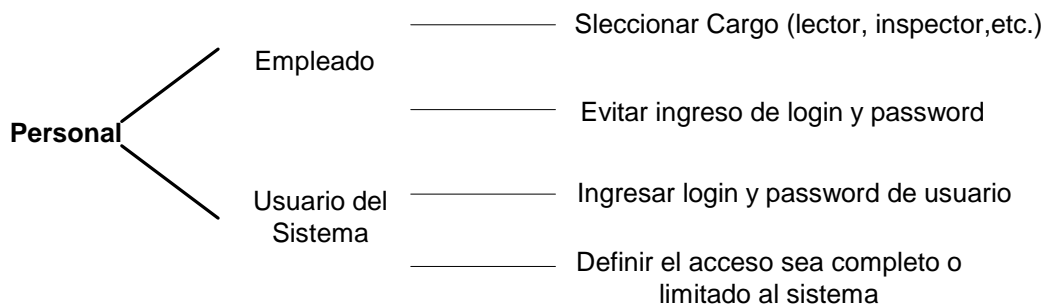 Sleccionar Cargo (lector, inspector,etc.)
Empleado
Evitar ingreso de login y password
Personal
Ingresar login y password de usuario
Usuario del
Sistema
Definir el acceso sea completo o
limitado al sistema